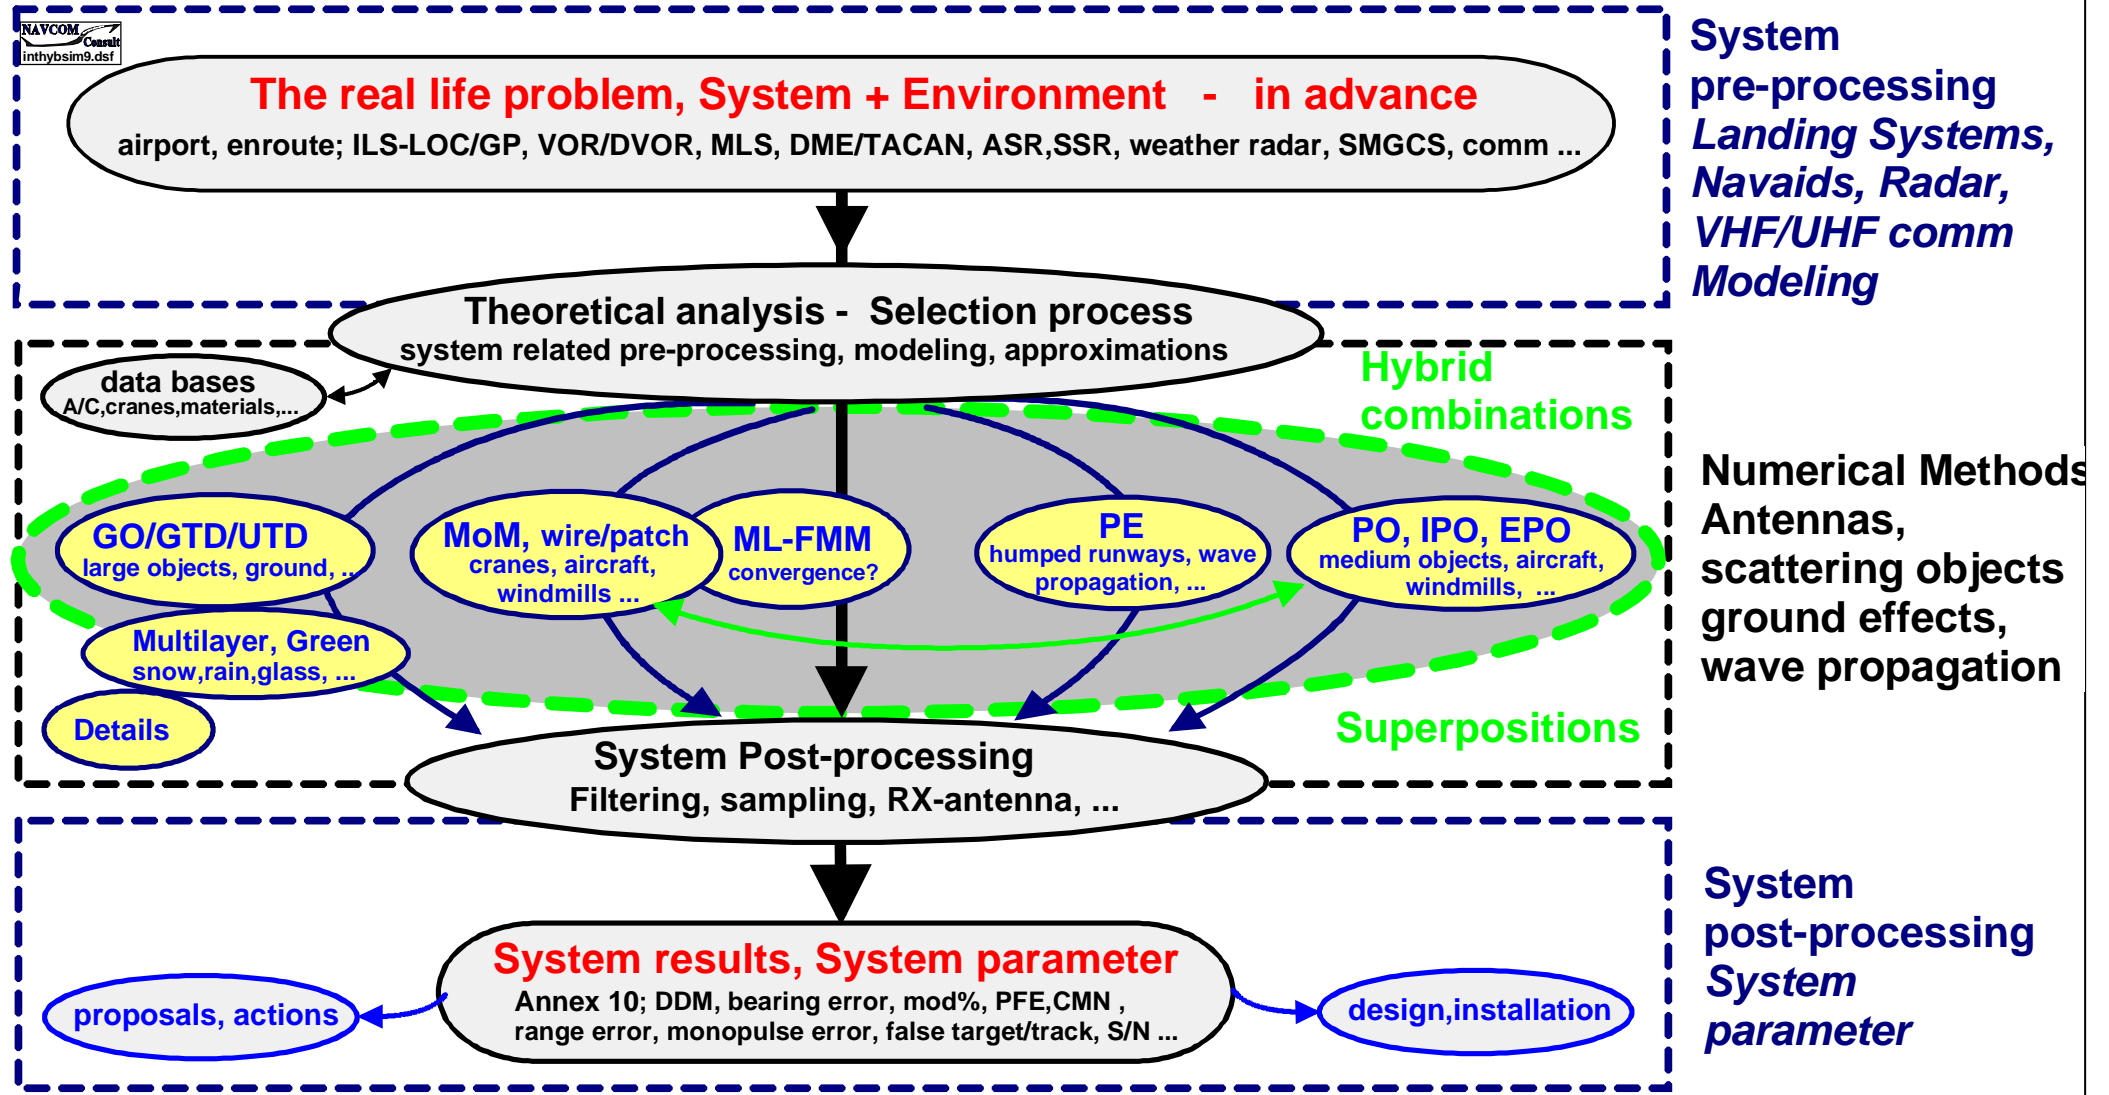 NAVCOM
Consult
inthybsim9.dsf
The real life problem, System + Environment - in advance
airport, enroute; ILS-LOC/GP, VOR/DVOR, MLS, DME/TACAN, ASR,SSR, weather radar, SMGCS, comm ...
System
pre-processing
Landing Systems,
Navaids, Radar,
VHF/UHF comm
Modeling
Theoretical analysis - Selection process
system related pre-processing, modeling, approximations
data bases
A/C,cranes,materials,...
Hybrid
combinations
GO/GTD/UTD
large objects, ground, ..
MoM, wire/patch
cranes, aircraft,
windmills ...
ML-FMM
convergence?
PE
humped runways, wave
propagation, ...
PO, IPO, EPO
medium objects, aircraft,
windmills, ...
Multilayer, Green
snow,rain,glass, ...
Details
Superpositions
Numerical Methods
Antennas,
scattering objects
ground effects,
wave propagation
System Post-processing
Filtering, sampling, RX-antenna, ...
System results, System parameter
Annex 10; DDM, bearing error, mod%, PFE,CMN ,
range error, monopulse error, false target/track, S/N ...
proposals, actions
design,installation
System
post-processing
System
parameter